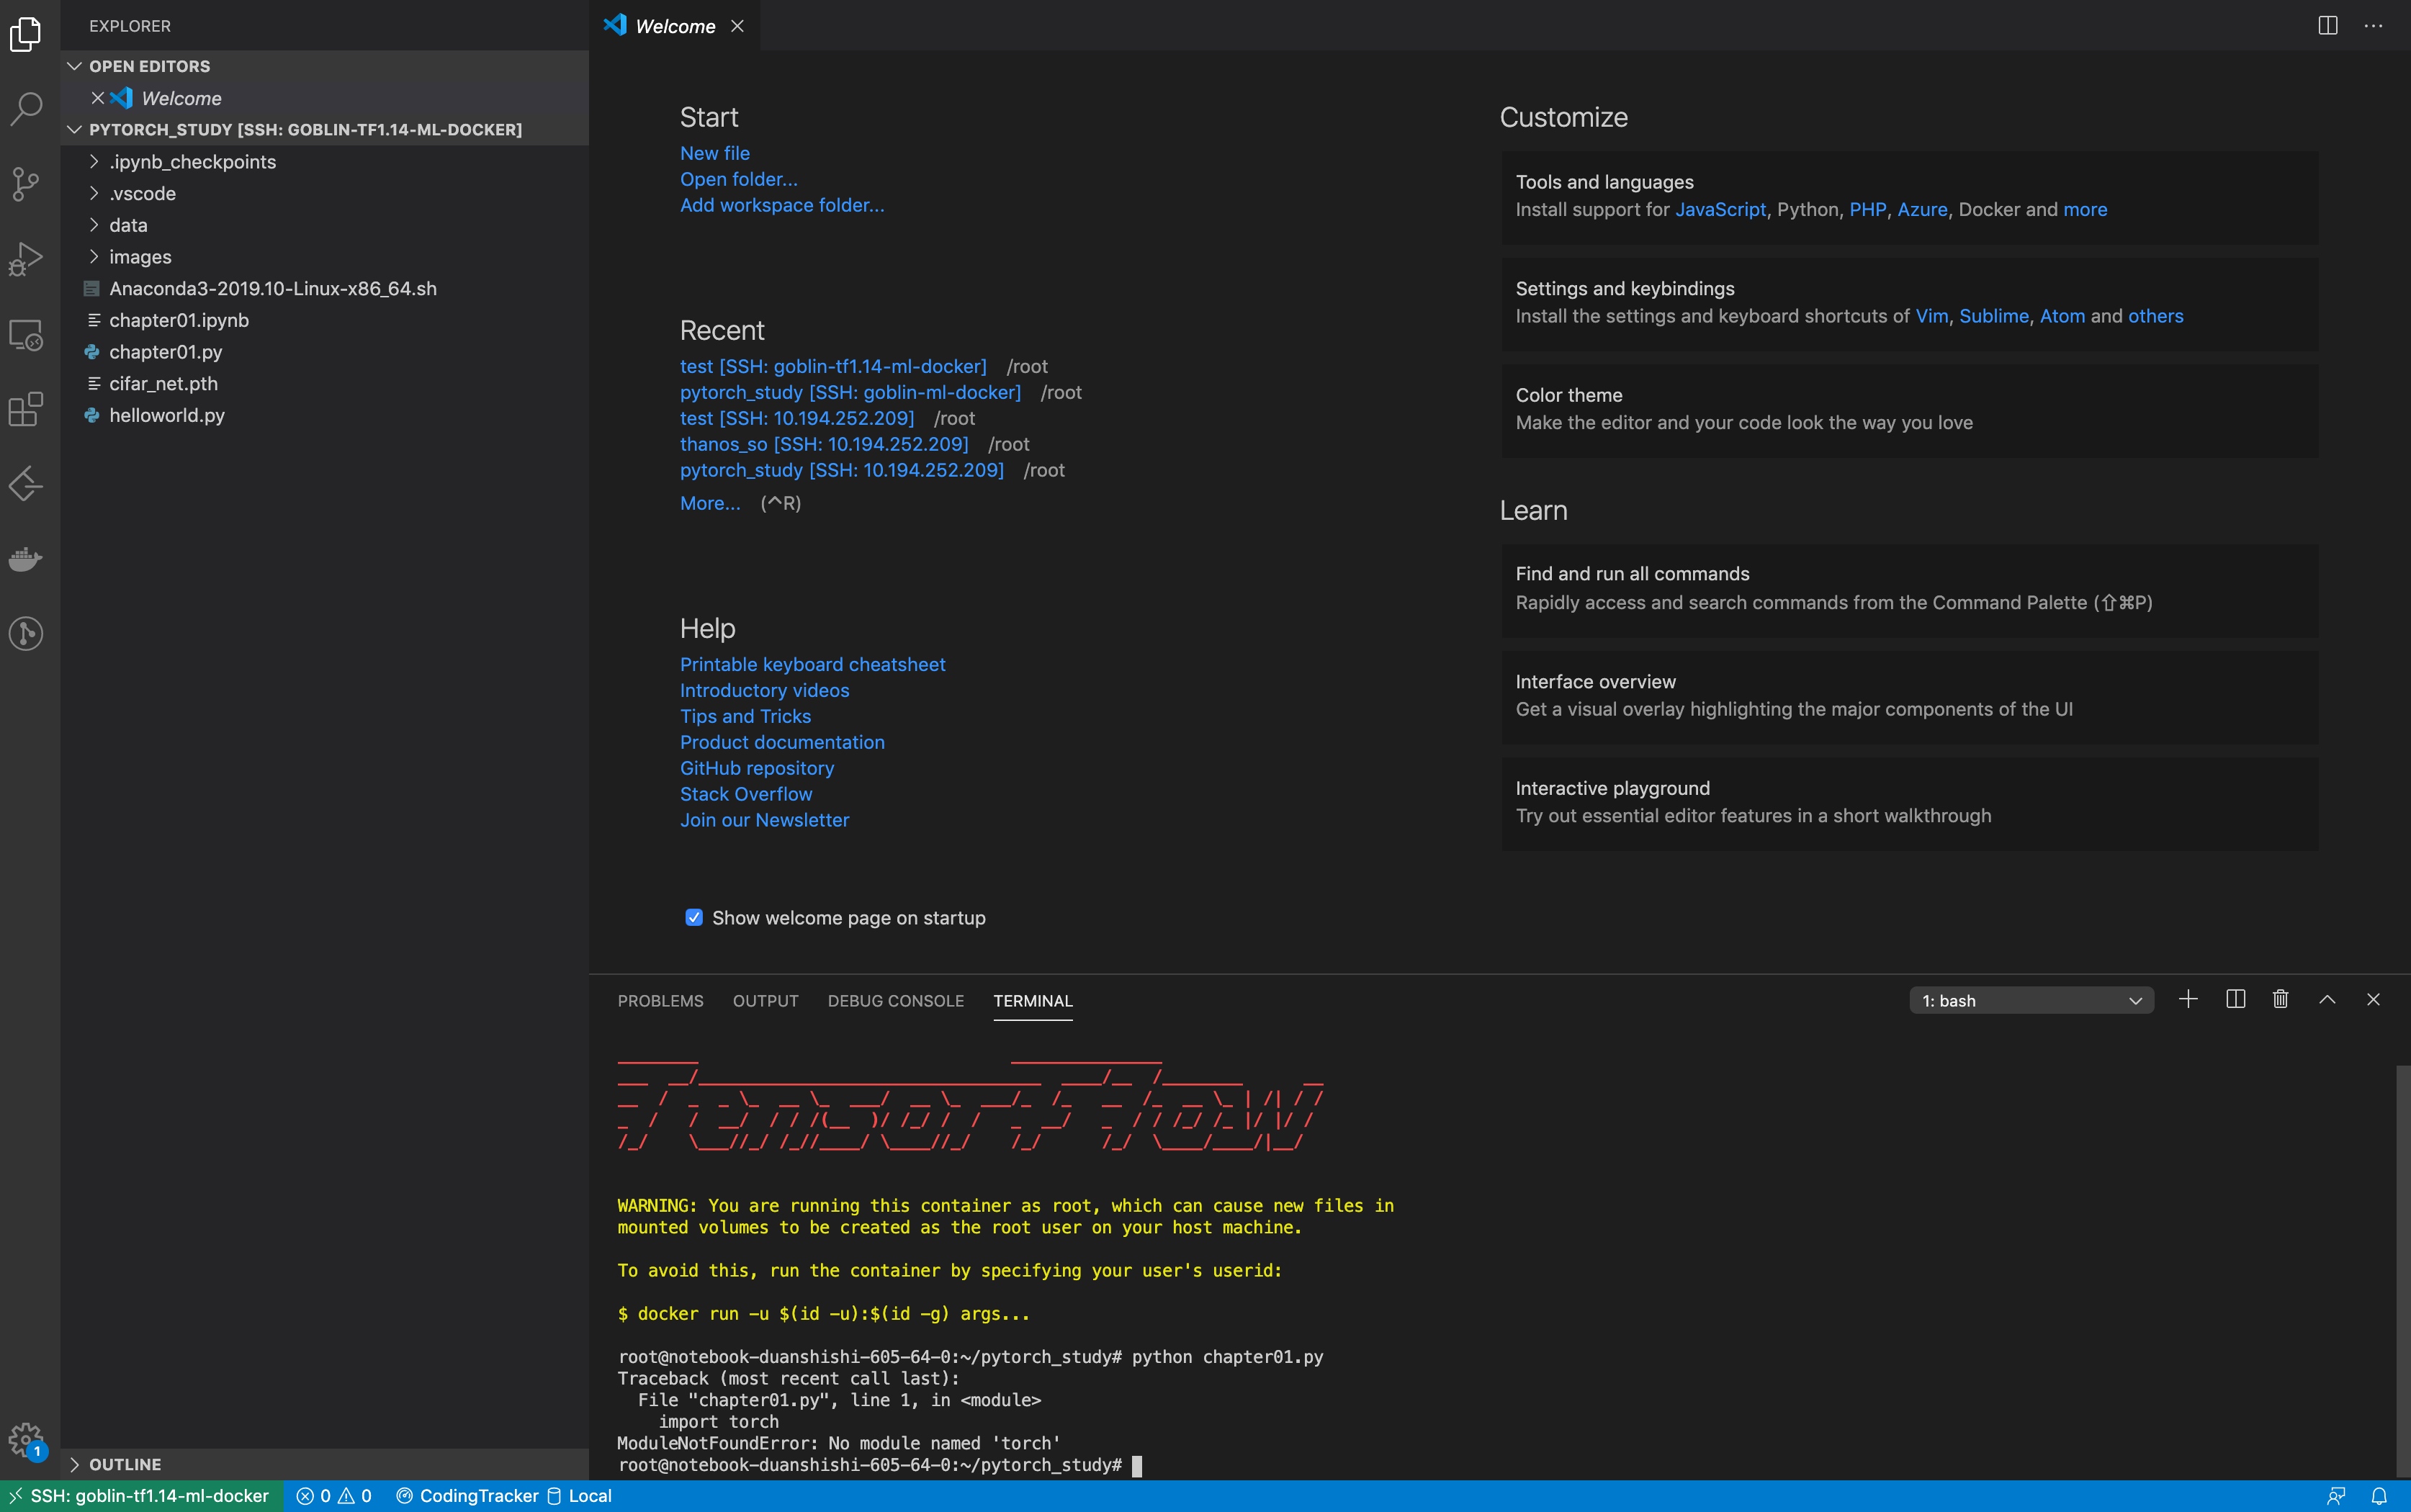 EXPLORER
OPEN EDITORS
Welcome
PYTORCH_STUDY [SSH: GOBLIN-TF1.14-ML-DOCKER]
.ipynb_checkpoints
.vscode
data
images
Anaconda3-2019.10-Linux-x86_64.sh
chapter01.ipynb
chapter01.py
cifar_net.pth
helloworld.py
OUTLINE
1
Welcome
Start
New file
Open folder...
Add workspace folder...
Recent
test [SSH: goblin-tf1.14-ml-docker] /root
pytorch_study [SSH: goblin-ml-docker] /root
test [SSH: 10.194.252.209] /root
thanos_so [SSH: 10.194.252.209] /root
pytorch_study [SSH: 10.194.252.209] /root
More... (^R)
Help
Printable keyboard cheatsheet
Introductory videos
Tips and Tricks
Product documentation
GitHub repository
Stack Overflow
Join our Newsletter
Show welcome page on startup
Customize
Tools and languages
Install support for JavaScript, Python, PHP, Azure, Docker and more
Settings and keybindings
Install the settings and keyboard shortcuts of Vim, Sublime, Atom and others
Color theme
Make the editor and your code look the way you love
Learn
Find and run all commands
Rapidly access and search commands from the Command Palette (⇧⌘P)
Interface overview
Get a visual overlay highlighting the major components of the UI
Interactive playground
Try out essential editor features in a short walkthrough
PROBLEMS OUTPUT DEBUG CONSOLE TERMINAL
1: bash
TensorFlow
WARNING: You are running this container as root, which can cause new files in
mounted volumes to be created as the root user on your host machine.
To avoid this, run the container by specifying your user's userid:
$ docker run -u $(id -u):$(id -g) args...
root@notebook-duanshishi-605-64-0:~/pytorch_study# python chapter01.py
Traceback (most recent call last):
File "chapter01.py", line 1, in <module>
import torch
ModuleNotFoundError: No module named 'torch'
root@notebook-duanshishi-605-64-0:~/pytorch_study#
SSH: goblin-tf1.14-ml-docker 0 0 CodingTracker Local